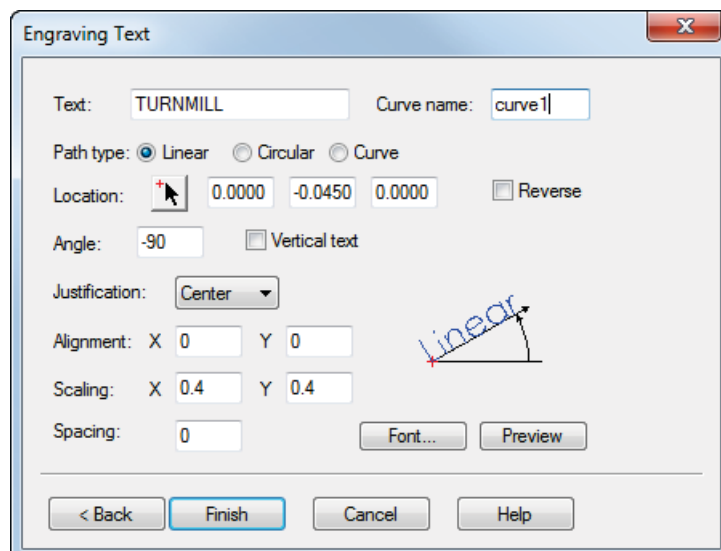 Engraving Text
Text: TURNMILL Curve name: curve1
Path type: Linear Circular Curve
Location: 0.0000 -0.0450 0.0000 Reverse
Angle: -90 Vertical text
Justification: Center
Linear
Alignment: X 0 Y 0
Scaling: X 0.4 Y 0.4
Spacing: 0 Font... Preview
< Back Finish Cancel Help